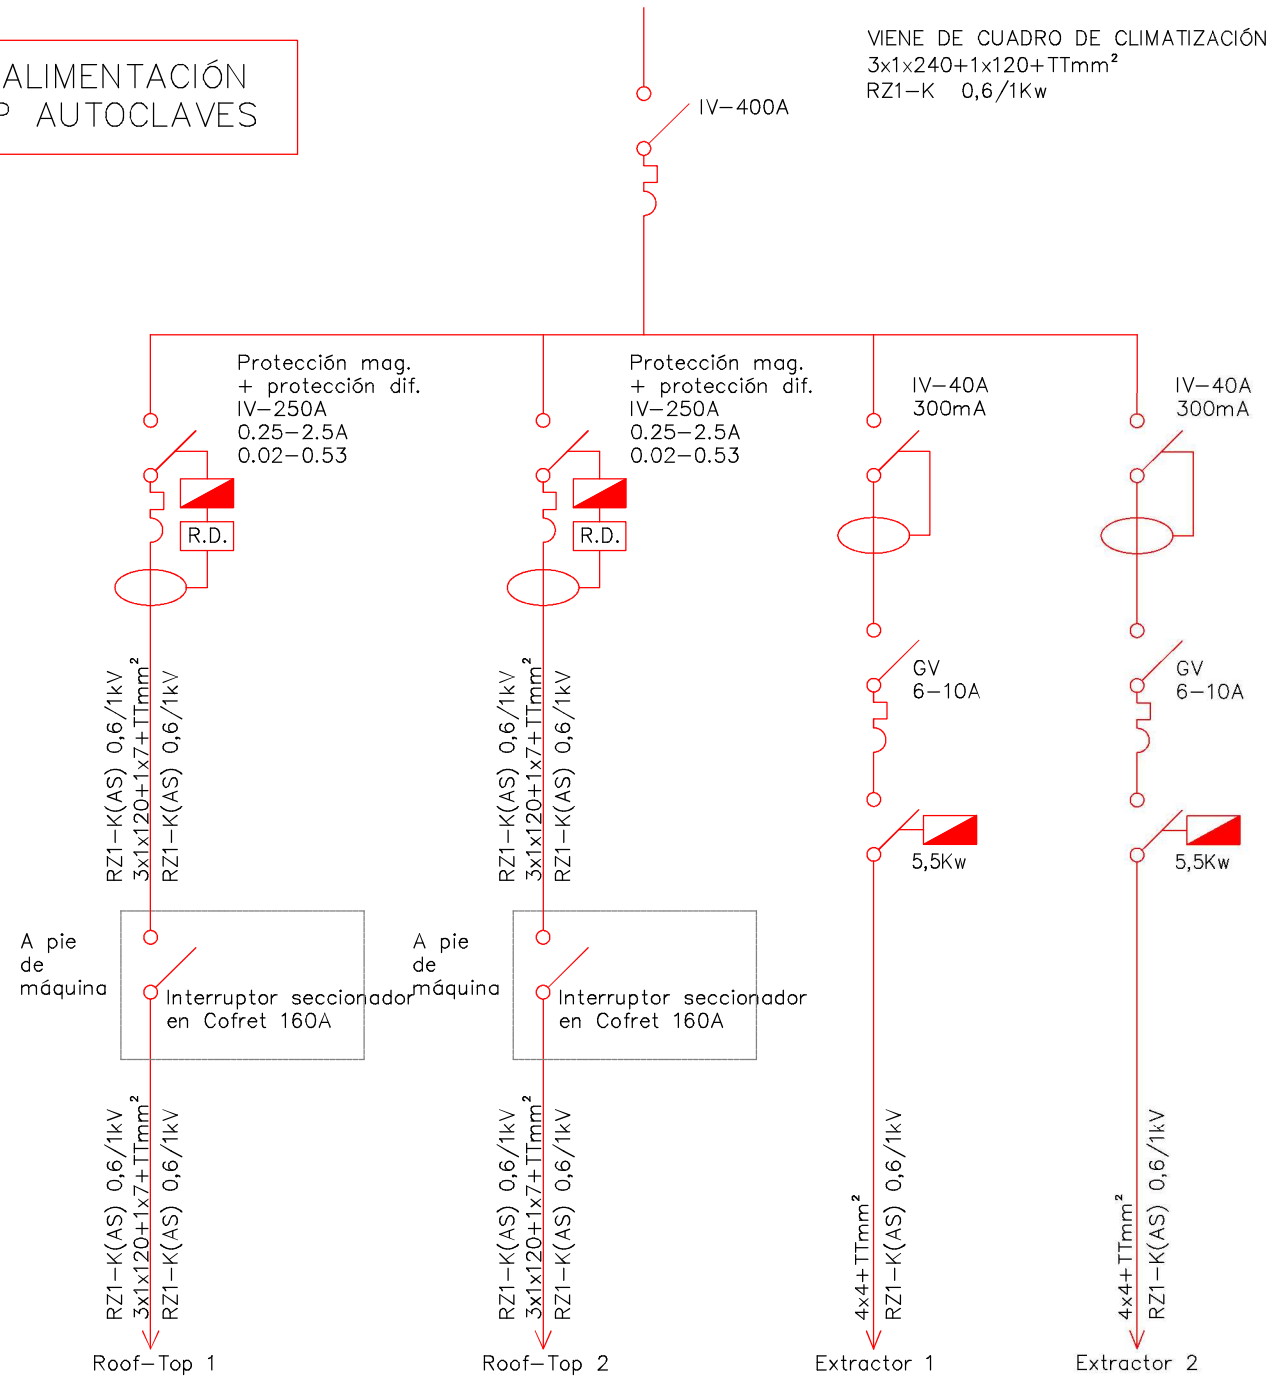 ALIMENTACIÓN
P AUTOCLAVES
VIENE DE CUADRO DE CLIMATIZACIÓN
3x1x240+1x120+TTmm²
RZ1-K 0,6/1Kw
IV-400A
Protección mag.
+ protección dif.
IV-250A
0.25-2.5A
0.02-0.53
R.D.
Protección mag.
+ protección dif.
IV-250A
0.25-2.5A
0.02-0.53
R.D.
IV-40A
300mA
IV-40A
300mA
GV
6-10A
GV
6-10A
5,5Kw
5,5Kw
RZ1-K(AS) 0,6/1kV
3x1x120+1x7+TTmm²
RZ1-K(AS) 0,6/1kV
RZ1-K(AS) 0,6/1kV
3x1x120+1x7+TTmm²
RZ1-K(AS) 0,6/1kV
A pie
de
máquina
Interruptor seccionador
en Cofret 160A
A pie
de
máquina
Interruptor seccionador
en Cofret 160A
RZ1-K(AS) 0,6/1kV
3x1x120+1x7+TTmm²
RZ1-K(AS) 0,6/1kV
RZ1-K(AS) 0,6/1kV
3x1x120+1x7+TTmm²
RZ1-K(AS) 0,6/1kV
4x4+TTmm²
RZ1-K(AS) 0,6/1kV
4x4+TTmm²
RZ1-K(AS) 0,6/1kV
Roof-Top 1
Roof-Top 2
Extractor 1
Extractor 2